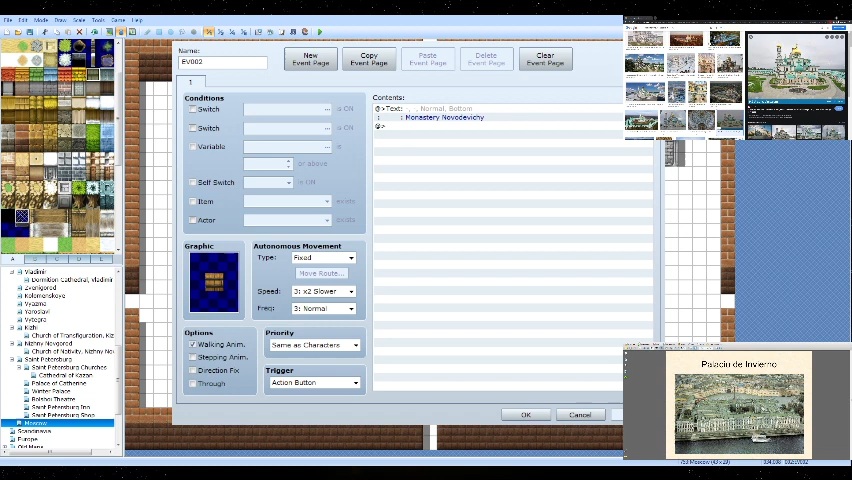 File Edit Mode Draw Scale Tools Game Help
Name:
EV002
New Event Page
Copy Event Page
Paste Event Page
Delete Event Page
Clear Event Page
1
Conditions
Switch ... is ON
Switch ... is ON
Variable ... is
or above
Self Switch is ON
Item exists
Actor exists
Contents:
@>Text: -, -, Normal, Bottom
: : Monastery Novodevichy
@>
Graphic
Autonomous Movement
Type: Fixed
Move Route...
Speed: 3: x2 Slower
Freq: 3: Normal
Options
Walking Anim.
Stepping Anim.
Direction Fix
Through
Priority
Same as Characters
Trigger
Action Button
OK
Cancel
A B C D E
Vladimir
Dormition Cathedral, Vladimir
Zvenigorod
Kolomenskoye
Vyazma
Yaroslavl
Vytegra
Kizhi
Church of Transfiguration, Kiz
Nizhny Novgorod
Church of Nativity, Nizhny Nov
Saint Petersburg
Saint Petersburg Churches
Cathedral of Kazan
Palace of Catherine
Winter Palace
Bolshoi Theatre
Saint Petersburg Inn
Saint Petersburg Shop
Moscow
Scandinavia
Europe
Old Maps
Palaciu de Invierno